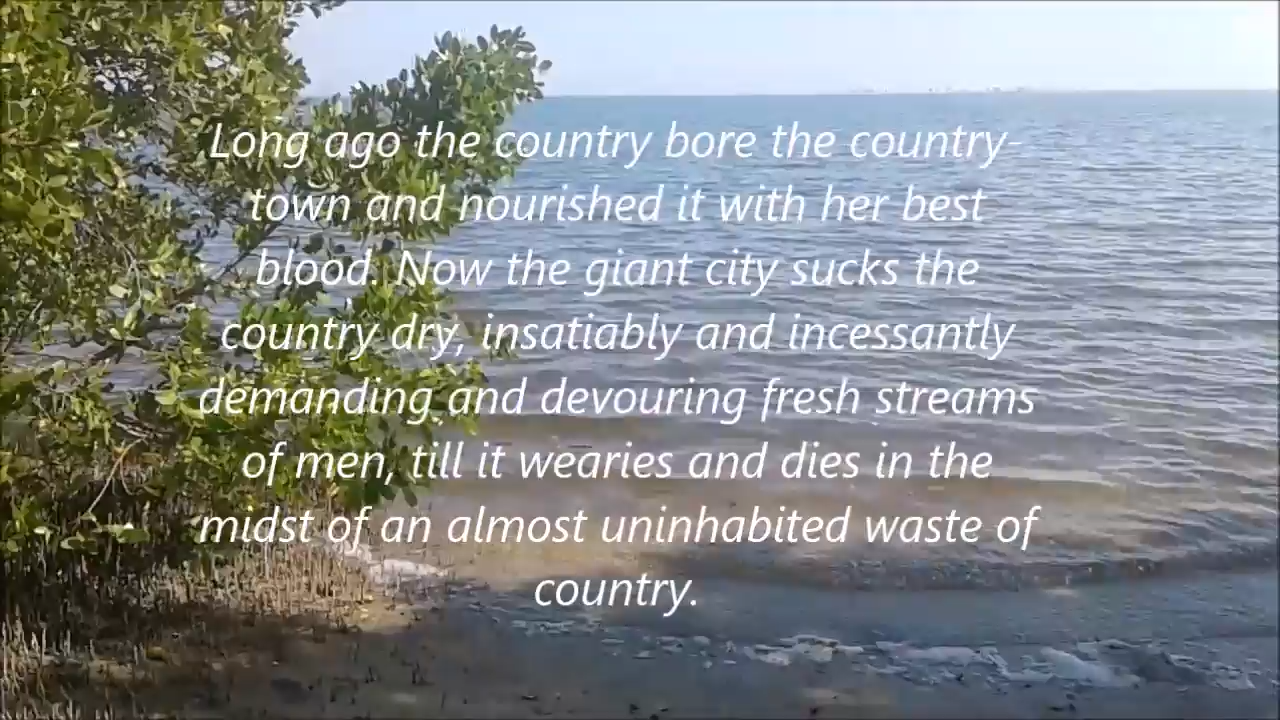 Long ago the country bore the country-
town and nourished it with her best
blood. Now the giant city sucks the
country dry, insatiably and incessantly
demanding and devouring fresh streams
of men, till it wearies and dies in the
midst of an almost uninhabited waste of
country.